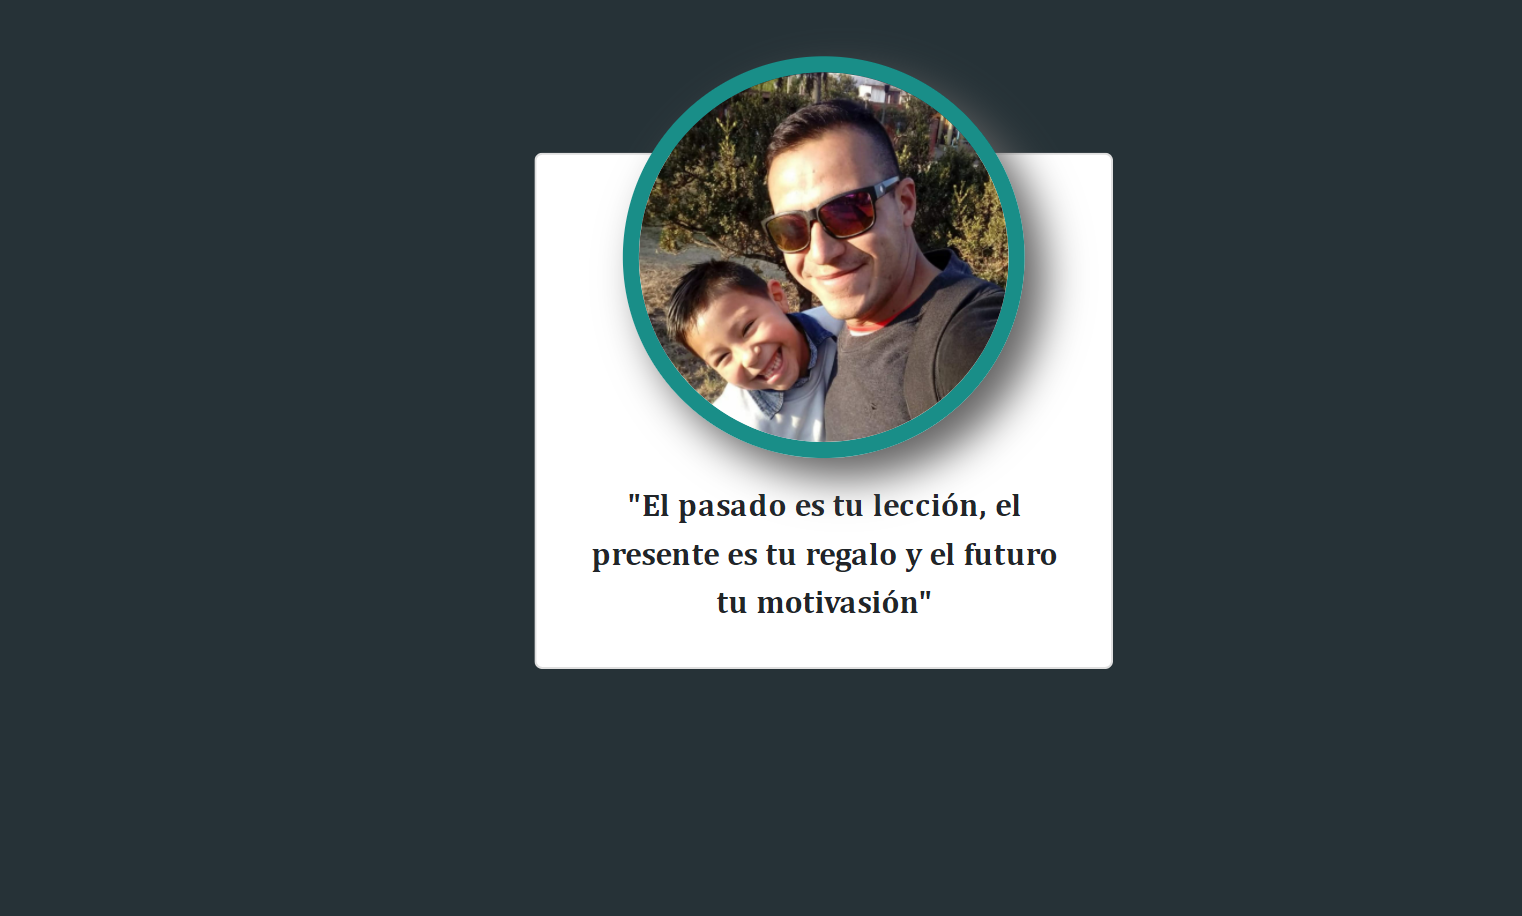 "El pasado es tu lección, el
presente es tu regalo y el futuro
tu motivasión"